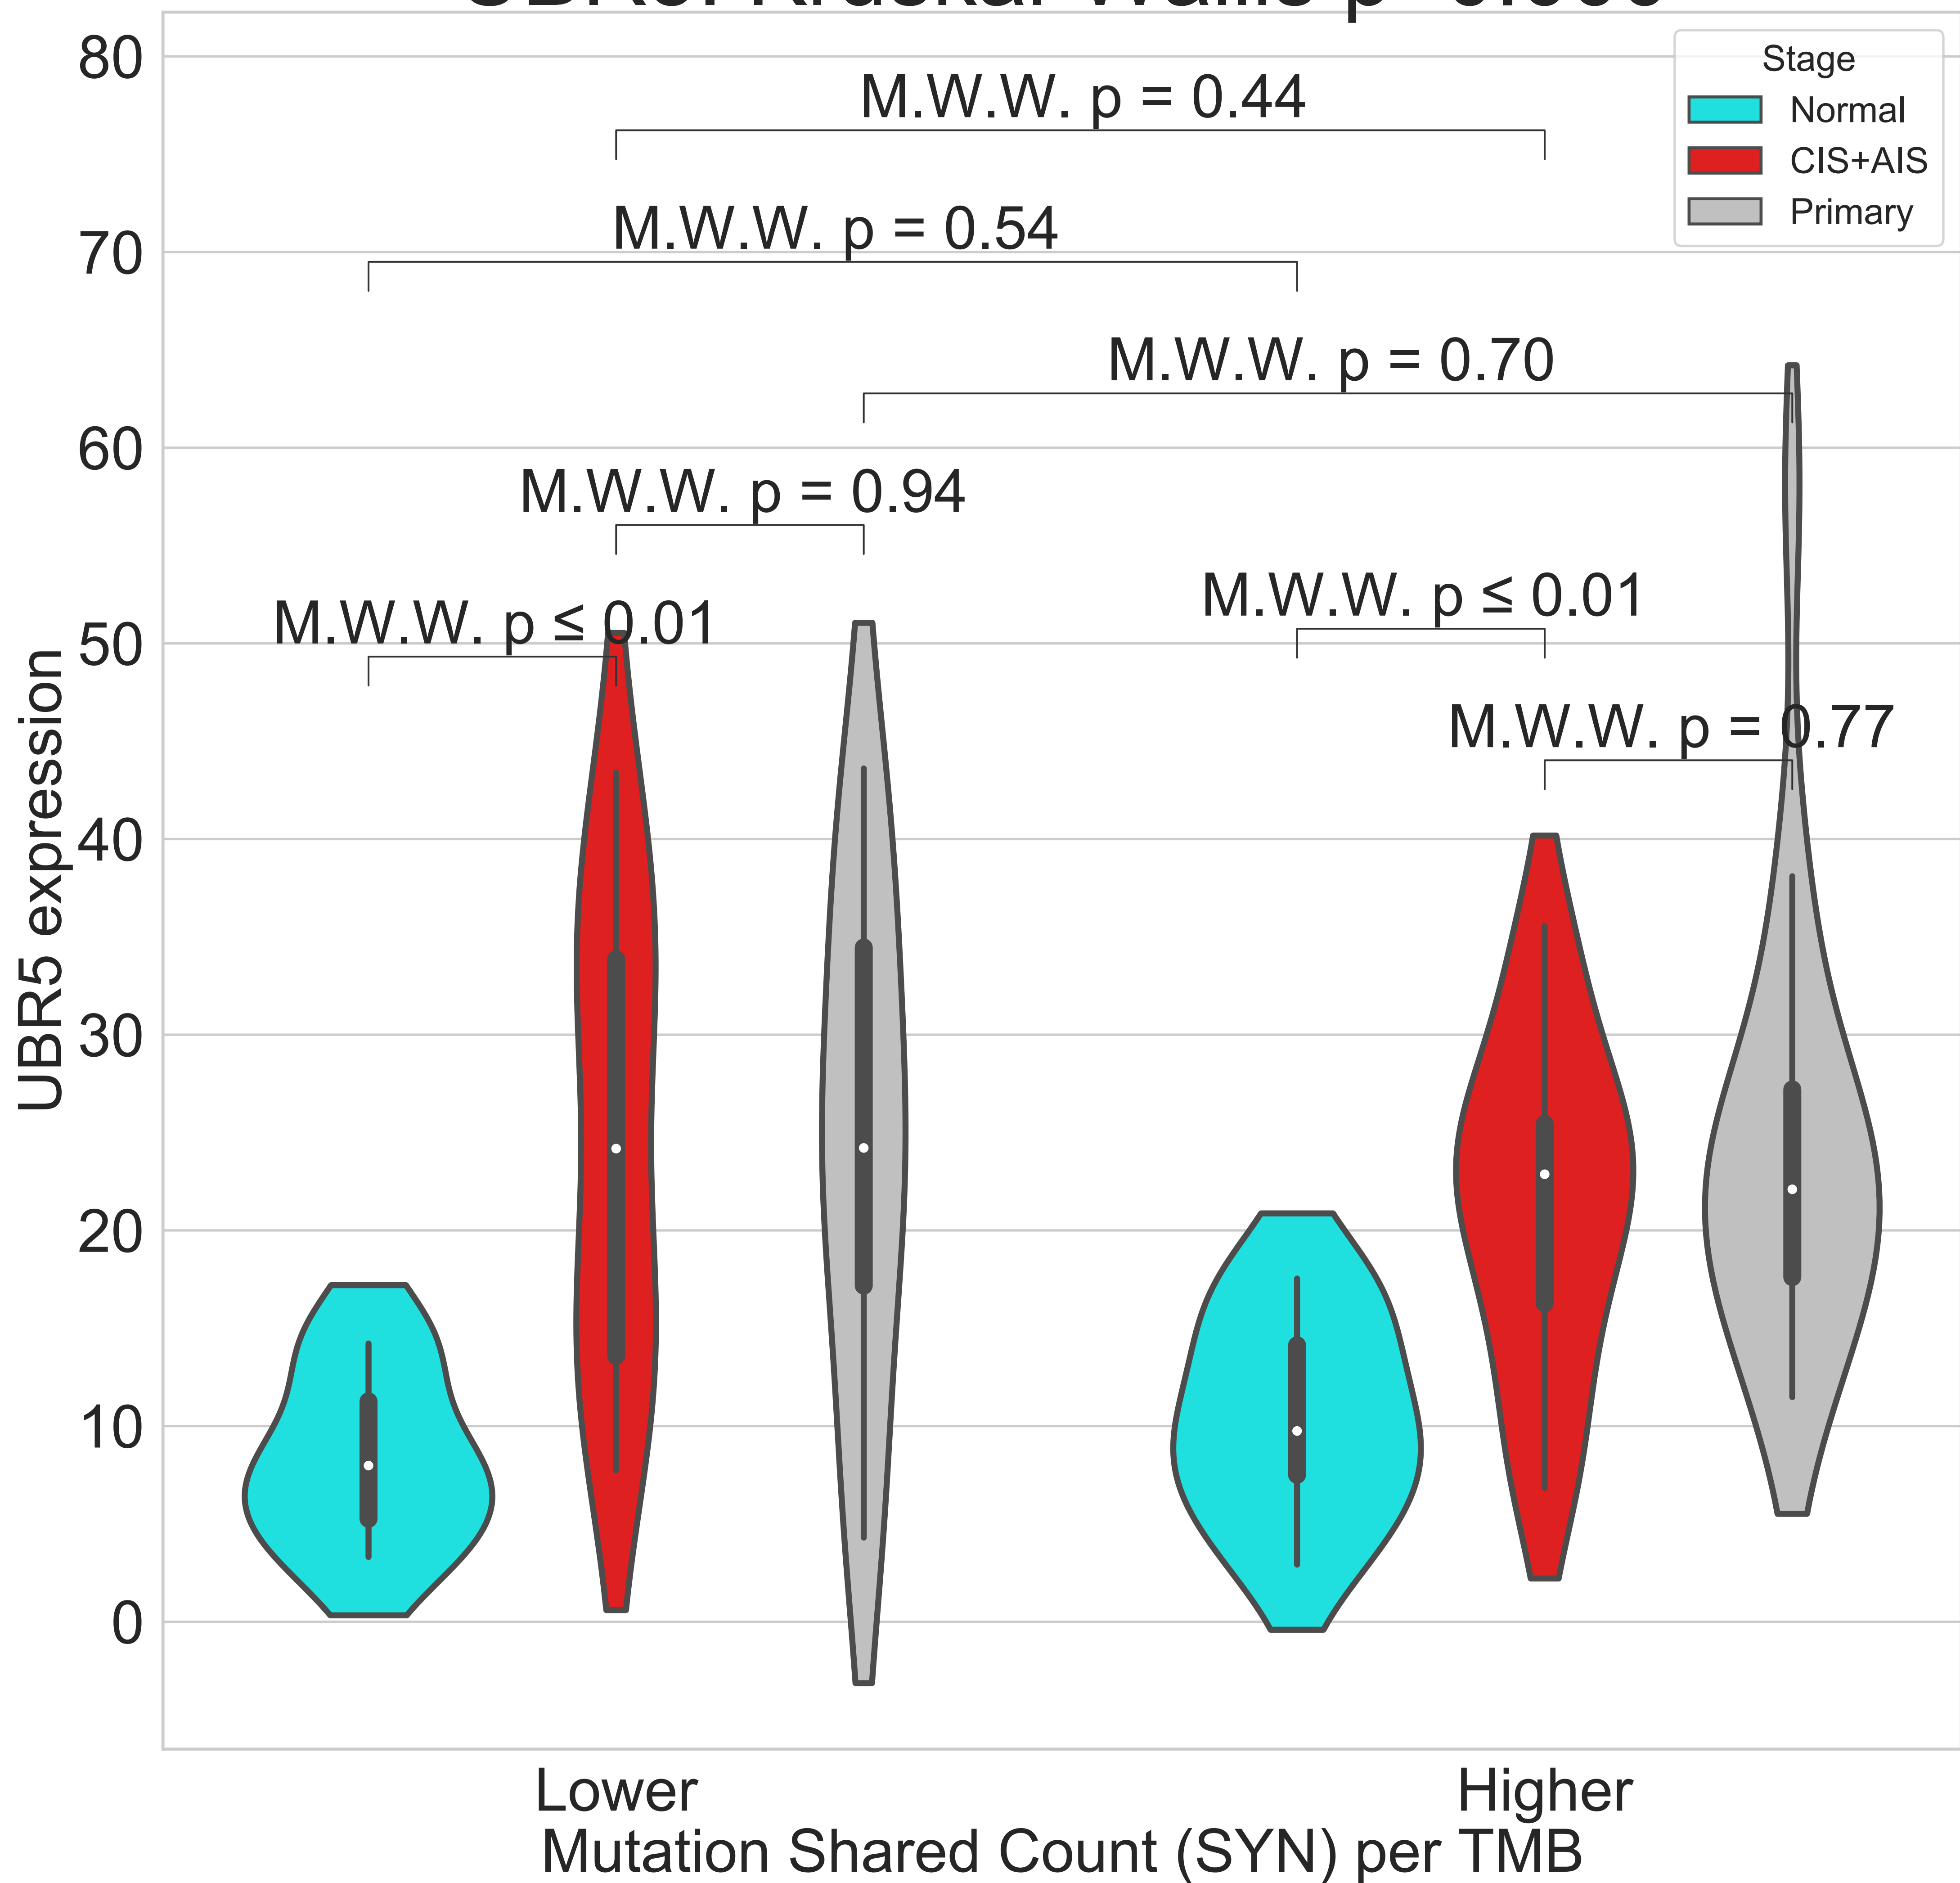 80
70
60
50
40
30
20
10
0
UBR5 expression
Stage
Normal
CIS+AIS
Primary
M.W.W. p = 0.44
M.W.W. p = 0.54
M.W.W. p = 0.70
M.W.W. p = 0.94
M.W.W. p ≤ 0.01
M.W.W. p ≤ 0.01
M.W.W. p = 0.77
Lower
Higher
Mutation Shared Count (SYN) per TMB